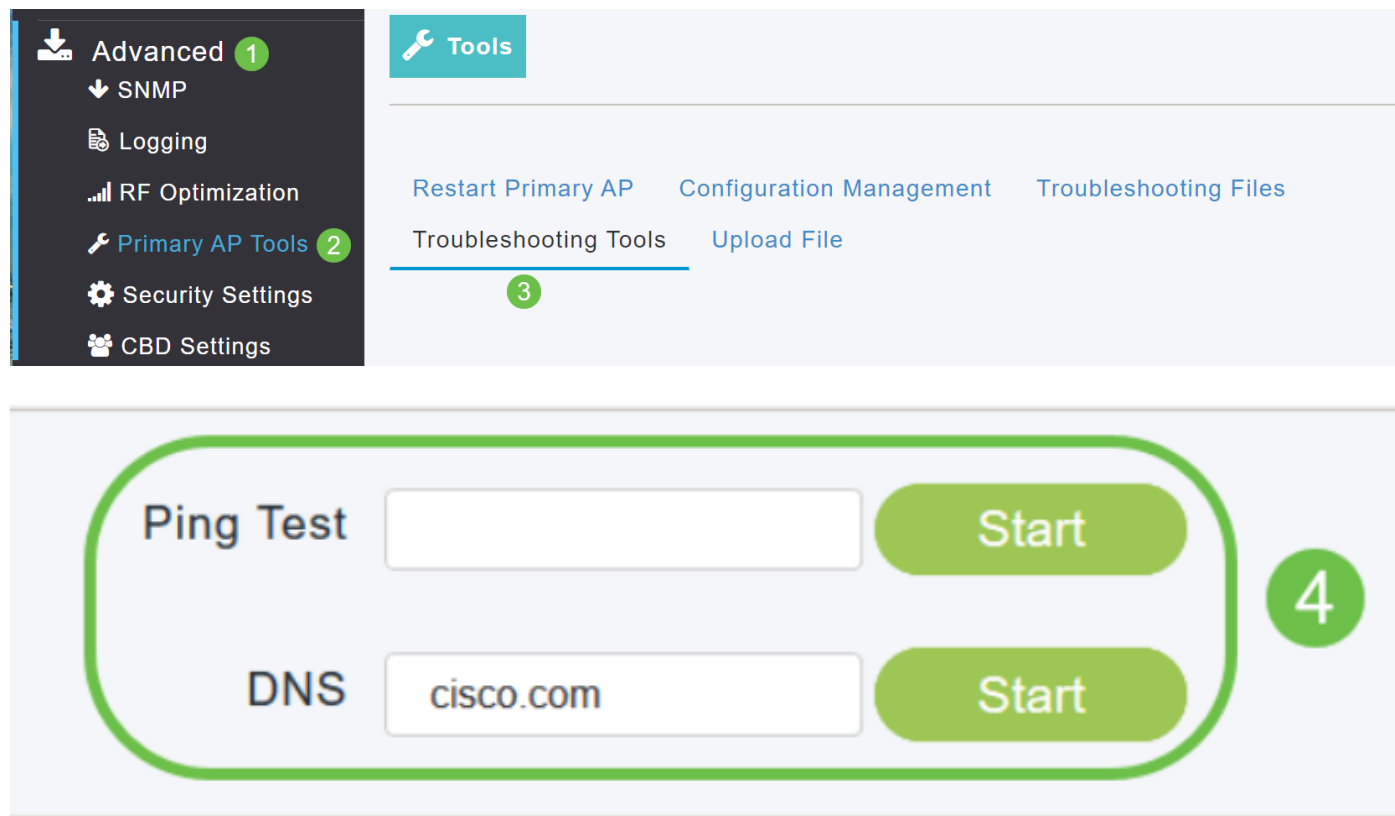 Advanced 1
SNMP
Logging
RF Optimization
Primary AP Tools 2
Security Settings
CBD Settings
Tools
Restart Primary AP Configuration Management Troubleshooting Files
Troubleshooting Tools Upload File
3
Ping Test Start
DNS cisco.com Start
4